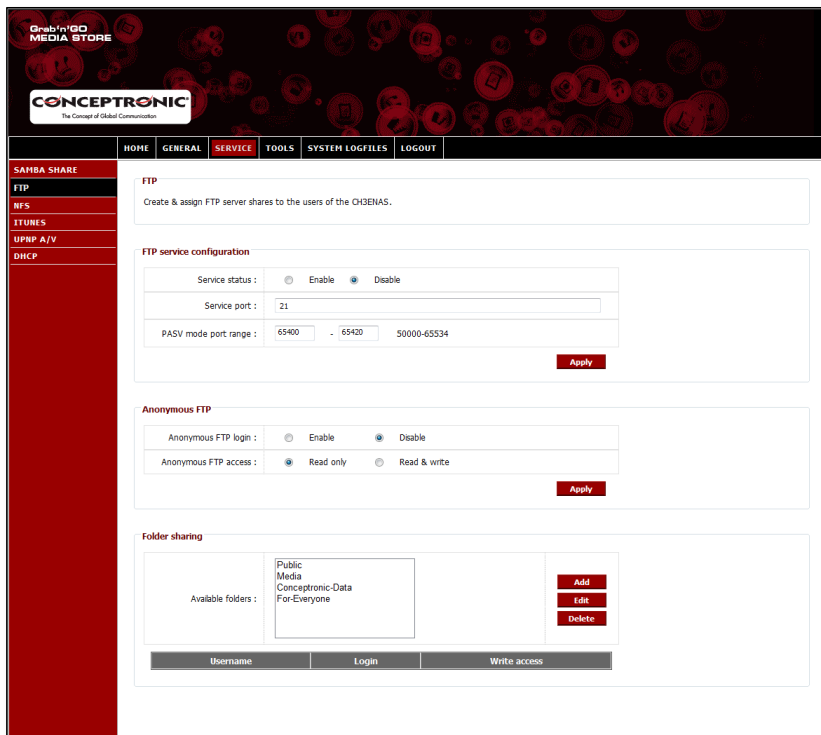 Grab'n'GO
MEDIA STORE
CONCEPTRONIC
The Concept of Global Communication
HOME GENERAL SERVICE TOOLS SYSTEM LOGFILES LOGOUT
SAMBA SHARE
FTP
NFS
ITUNES
UPNP A/V
DHCP
FTP
Create & assign FTP server shares to the users of the CH3ENAS.
FTP service configuration
Service status : Enable Disable
Service port : 21
PASV mode port range : 65400 - 65420 50000-65534
Apply
Anonymous FTP
Anonymous FTP login : Enable Disable
Anonymous FTP access : Read only Read & write
Apply
Folder sharing
Available folders :
Public
Media
Conceptronic-Data
For-Everyone
Add
Edit
Delete
Username Login Write access